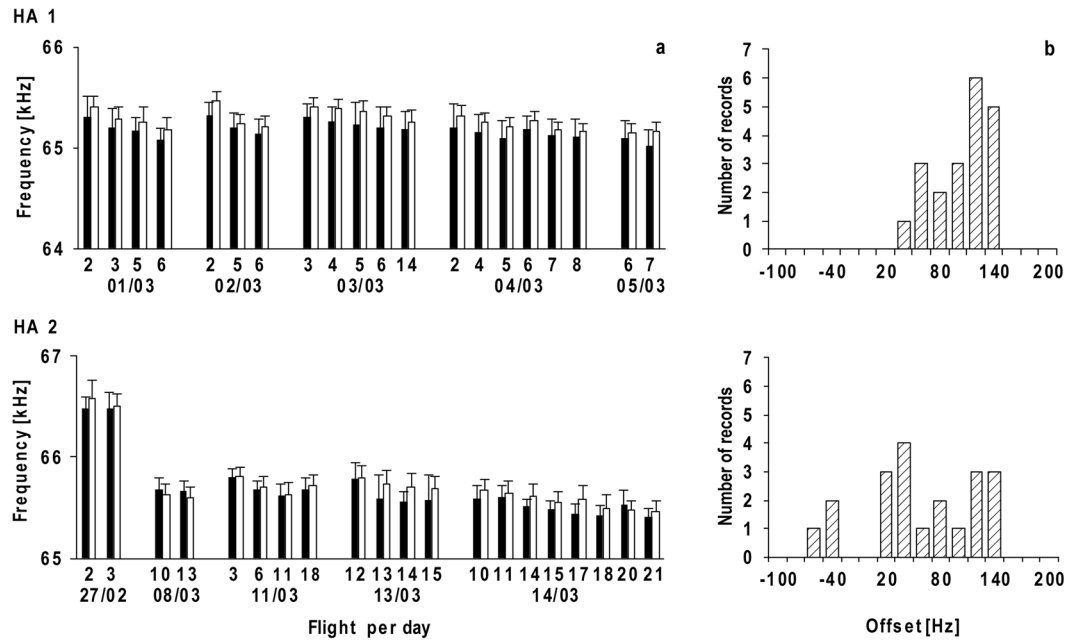 HA 1
a
Frequency [kHz]
66
65
64
2 3 5 6 2 5 6 3 4 5 6 14 2 4 5 6 7 8 6 7
01/03 02/03 03/03 04/03 05/03
b
Number of records
7
6
5
4
3
2
1
0
-100 -40 20 80 140 200
HA 2
Frequency [kHz]
67
66
65
2 3 10 13 3 6 11 18 12 13 14 15 10 11 14 15 17 18 20 21
27/02 08/03 11/03 13/03 14/03
Flight per day
Number of records
7
6
5
4
3
2
1
0
-100 -40 20 80 140 200
Offset [Hz]